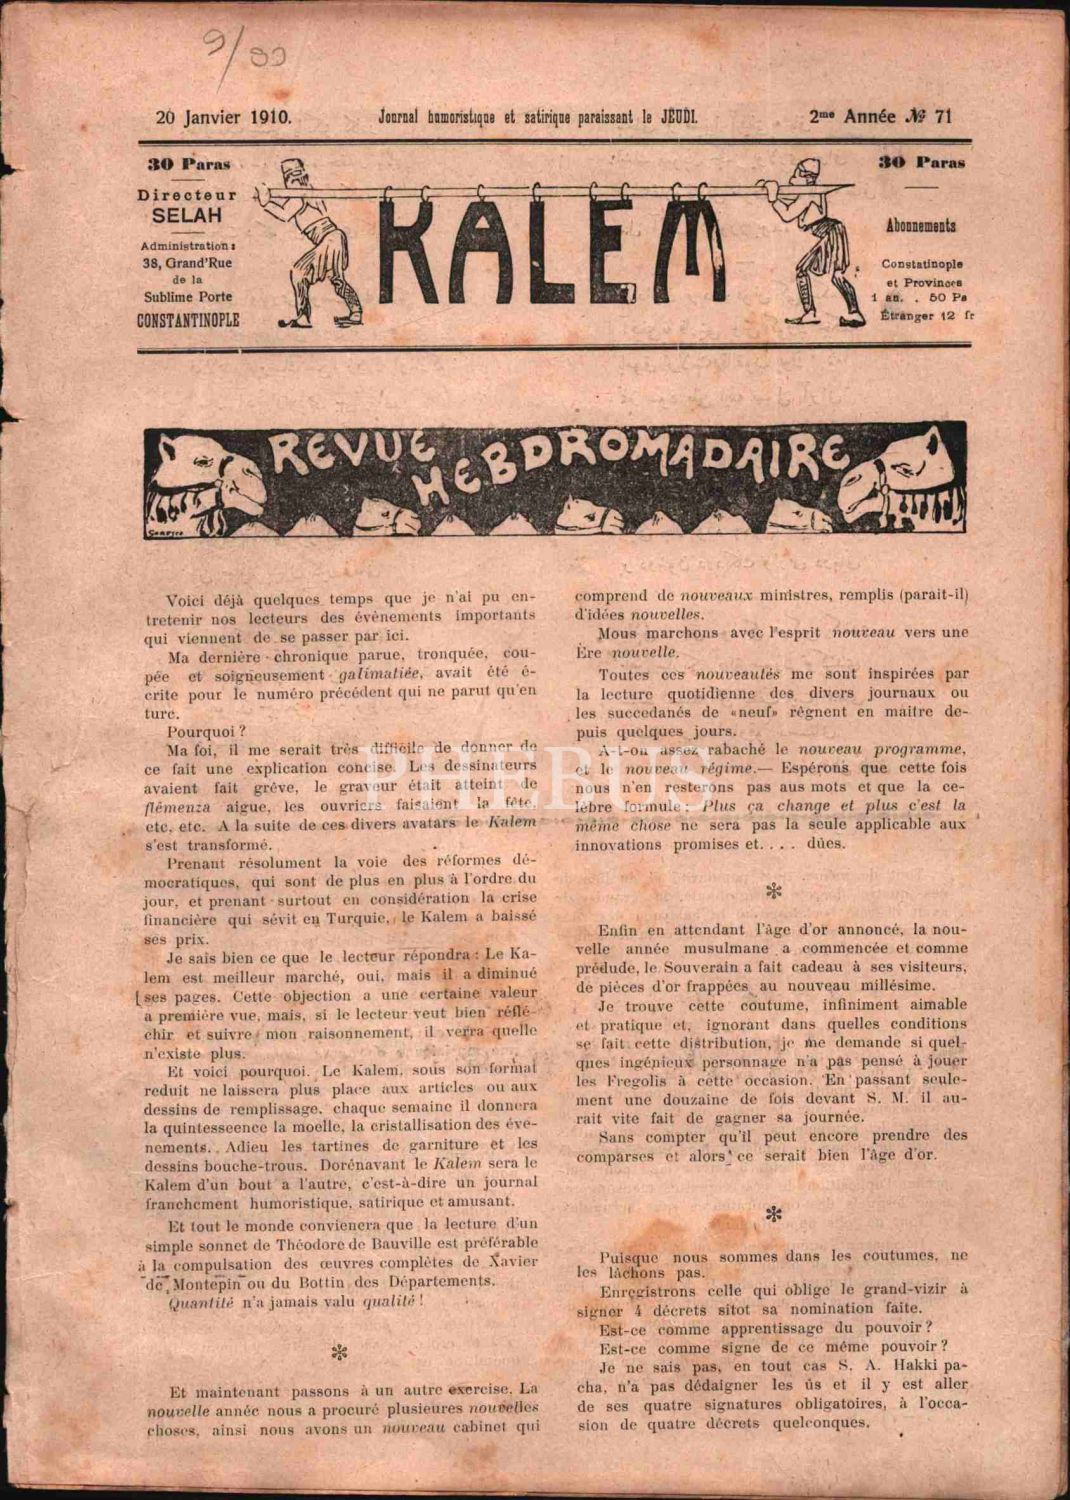 9/99
20 Janvier 1910.
Journal humoristique et satirique paraissant le JEUDI.
2me Année № 71
30 Paras
Directeur
SELAH
Administration:
38, Grand'Rue
de la
Sublime Porte
CONSTANTINOPLE
KALEM
30 Paras
Abonnements
Constatinople
et Provinces
1 an. . 50 Ps
Étranger 12 fr
REVUE
HEBDROMADAIRE
Voici déjà quelques temps que je n'ai pu en-
tretenir nos lecteurs des évènements importants
qui viennent de se passer par ici.
Ma dernière chronique parue, tronquée, cou-
pée et soigneusement galimatiée, avait été é-
crite pour le numéro précédent qui ne parut qu'en
turc.
Pourquoi ?
Ma foi, il me serait très difficile de donner de
ce fait une explication concise. Les dessinateurs
avaient fait grève, le graveur était atteint de
flémenza aigue, les ouvriers faisaient la fête,
etc. etc. A la suite de ces divers avatars le Kalem
s'est transformé.
Prenant résolument la voie des réformes dé-
mocratiques, qui sont de plus en plus à l'ordre du
jour, et prenant surtout en considération la crise
financière qui sévit en Turquie, le Kalem a baissé
ses prix.
Je sais bien ce que le lecteur répondra : Le Ka-
lem est meilleur marché, oui, mais il a diminué
ses pages. Cette objection a une certaine valeur
a première vue, mais, si le lecteur veut bien réflé-
chir et suivre mon raisonnement, il verra quelle
n'existe plus.
Et voici pourquoi. Le Kalem, sous son format
reduit ne laissera plus place aux articles ou aux
dessins de remplissage, chaque semaine il donnera
la quintesseence la moelle, la cristallisation des évé-
nements. Adieu les tartines de garniture et les
dessins bouche-trous. Dorénavant le Kalem sera le
Kalem d'un bout a l'autre, c'est-à-dire un journal
franchement humoristique, satirique et amusant.
Et tout le monde convienera que la lecture d'un
simple sonnet de Théodore de Bauville est préférable
à la compulsation des œuvres complètes de Xavier
de Montepin ou du Bottin des Départements.
Quantité n'a jamais valu qualité !
Et maintenant passons à un autre exercise. La
nouvelle année nous a procuré plusieures nouvelles
choses, ainsi nous avons un nouveau cabinet qui
comprend de nouveaux ministres, remplis (parait-il)
d'idées nouvelles.
Mous marchons avec l'esprit nouveau vers une
Ère nouvelle.
Toutes ces nouveautés me sont inspirées par
la lecture quotidienne des divers journaux ou
les succedanés de «neuf» règnent en maitre de-
puis quelques jours.
A-t-on assez rabaché le nouveau programme,
et le nouveau régime.— Espérons que cette fois
nous n'en resterons pas aus mots et que la cé-
lèbre formule: Plus ça change et plus c'est la
même chose ne sera pas la seule applicable aux
innovations promises et.... dûes.
Enfin en attendant l'âge d'or annoncé, la nou-
velle année musulmane a commencée et comme
prédude, le Souverain a fait cadeau à ses visiteurs,
de pièces d'or frappées au nouveau millésime.
Je trouve cette coutume, infiniment aimable
et pratique et, ignorant dans quelles conditions
se fait cette distribution, je me demande si quel-
ques ingénieux personnage n'a pas pensé à jouer
les Fregolis à cette occasion. En passant seule-
ment une douzaine de fois devant S. M. il au-
rait vite fait de gagner sa journée.
Sans compter qu'il peut encore prendre des
comparses et alors ce serait bien l'âge d'or.
Puisque nous sommes dans les coutumes, ne
les lâchons pas.
Enregistrons celle qui oblige le grand-vizir à
signer 4 décrets sitot sa nomination faite.
Est-ce comme apprentissage du pouvoir ?
Est-ce comme signe de ce même pouvoir ?
Je ne sais pas, en tout cas S. A. Hakki pa-
cha, n'a pas dédaigner les ûs et il y est aller
de ses quatre signatures obligatoires, à l'occa-
sion de quatre décrets quelconques.
PHEBUS